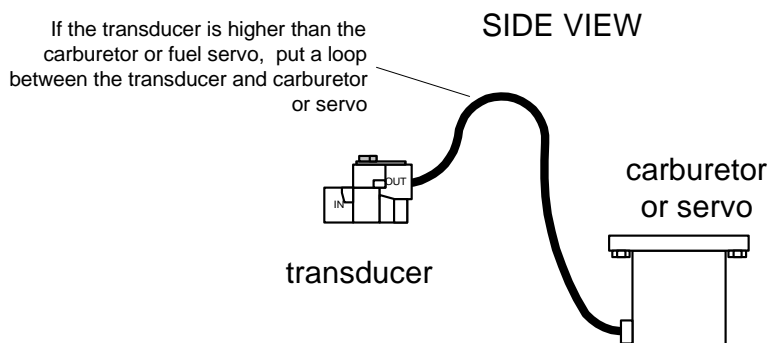 If the transducer is higher than the
carburetor or fuel servo,  put a loop
between the transducer and carburetor
or servo
SIDE VIEW
OUT
IN
transducer
carburetor
or servo